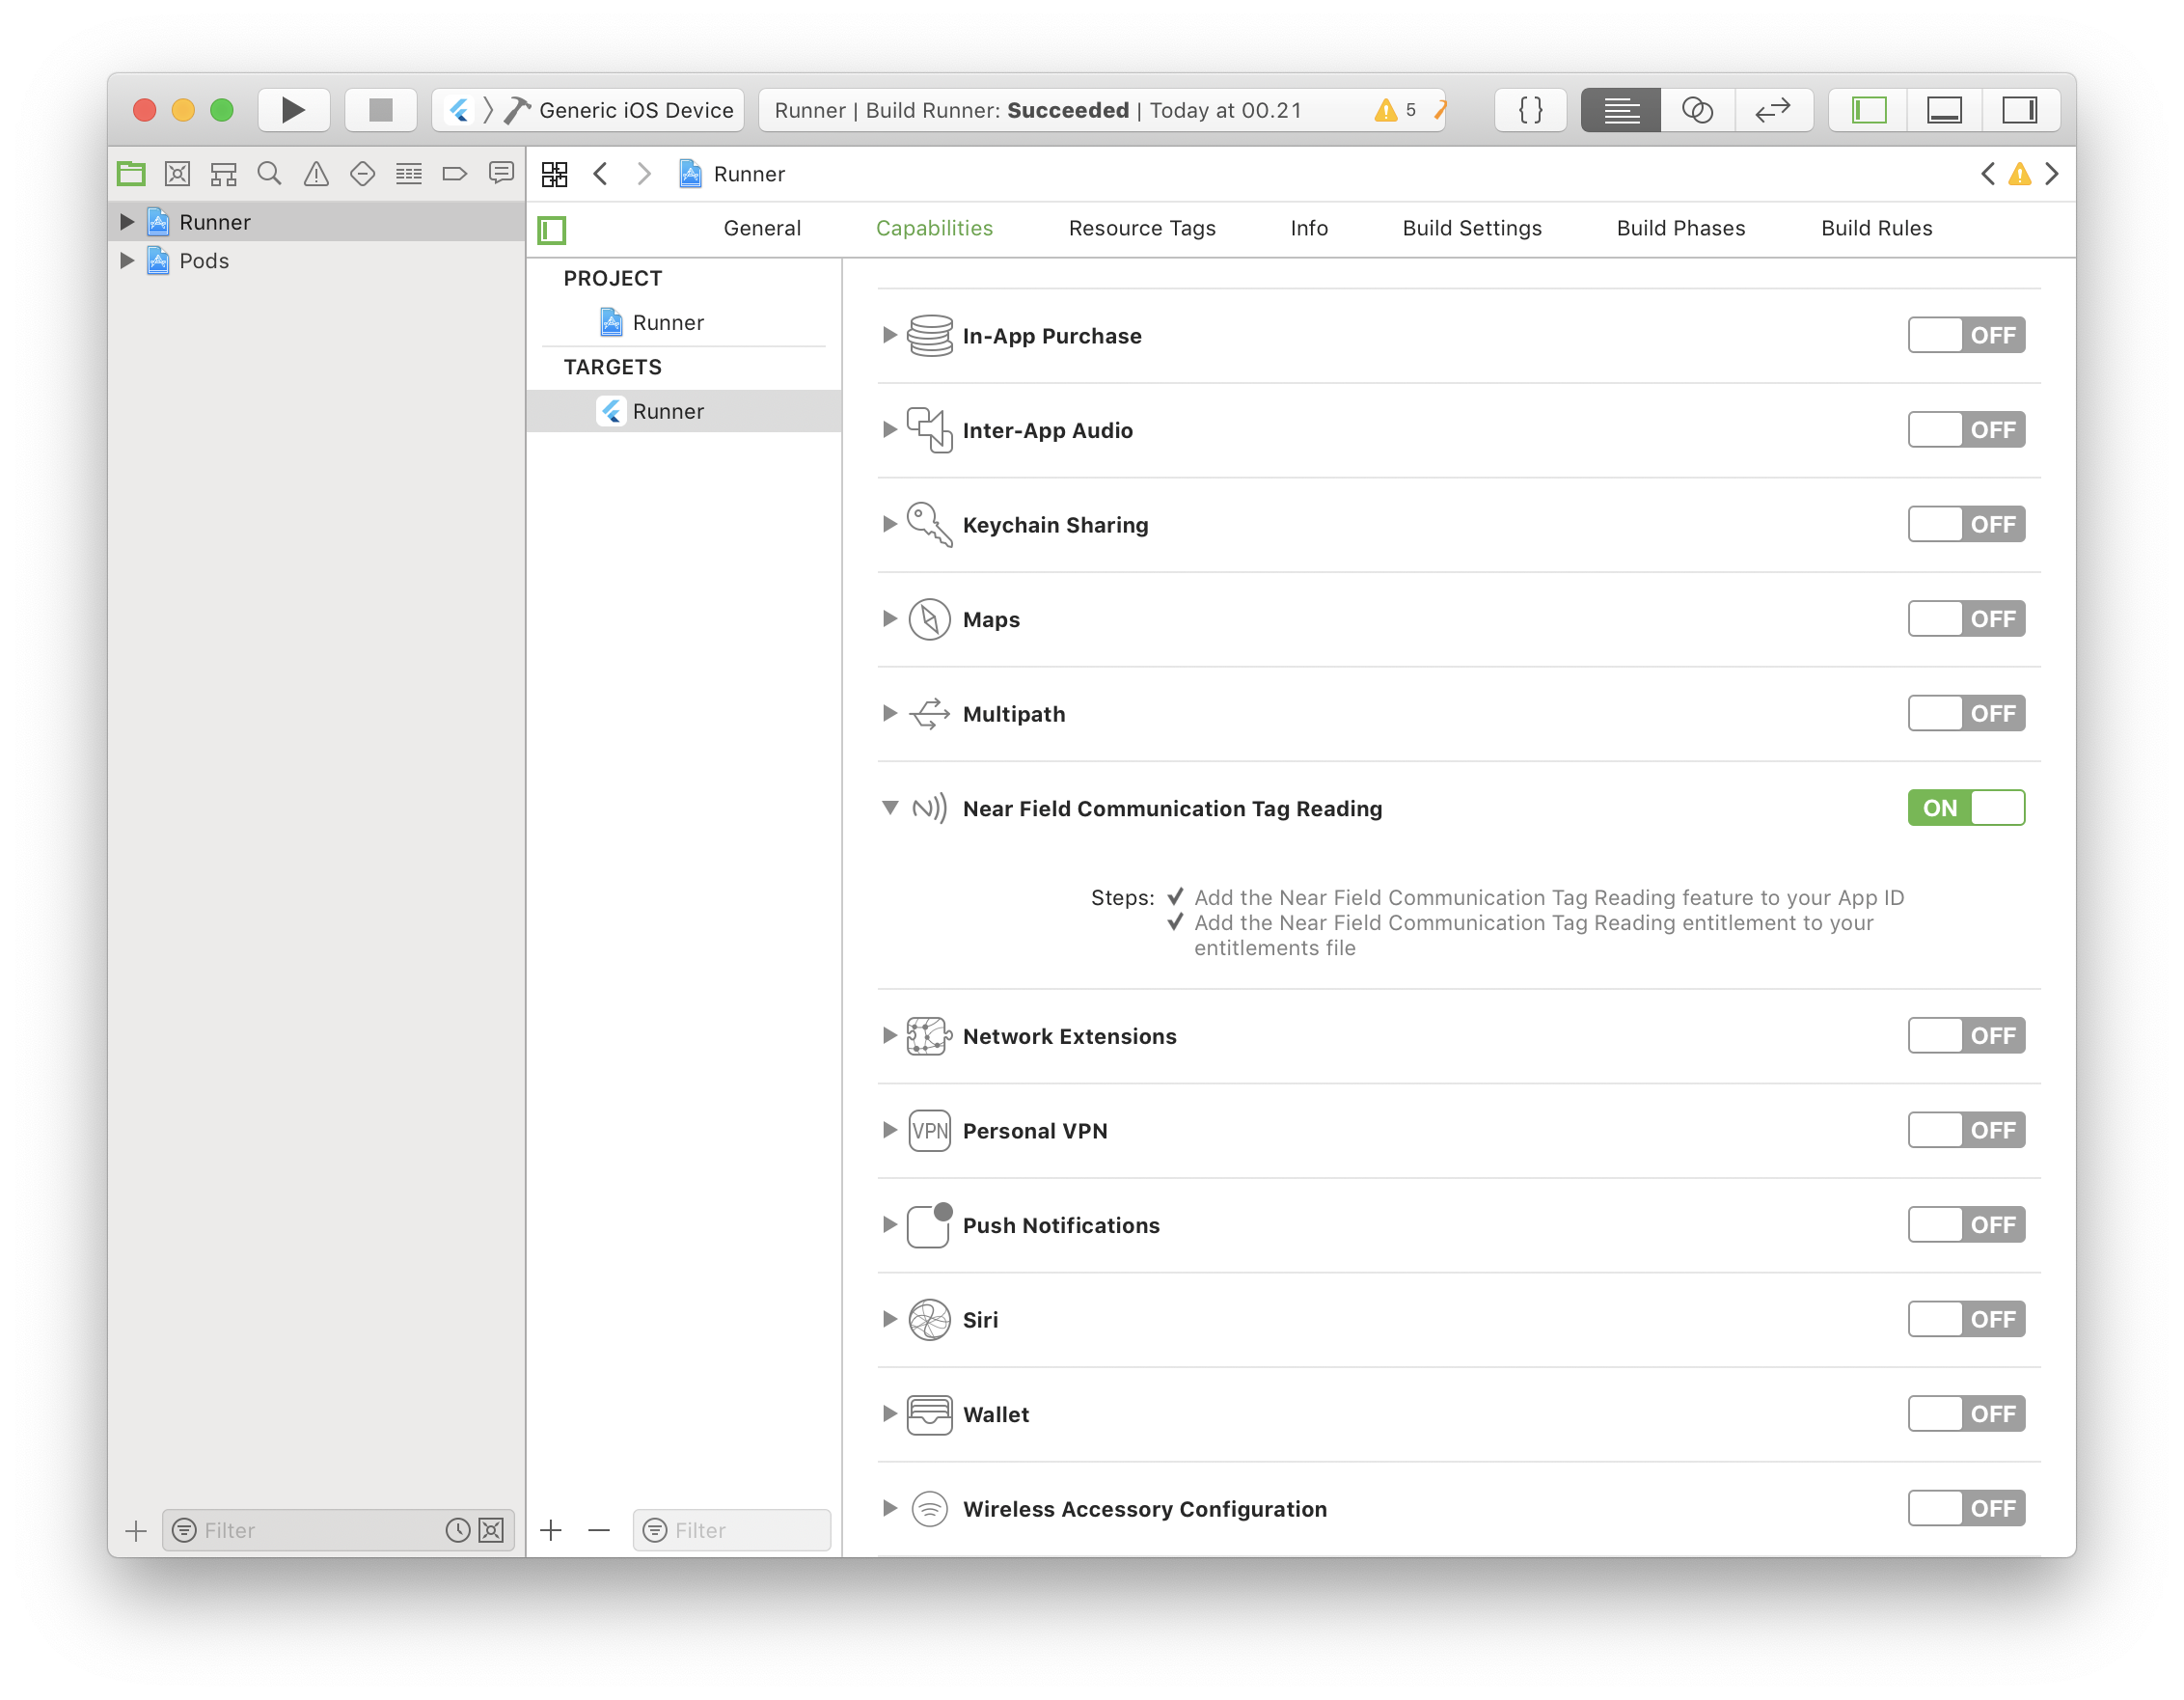 Generic iOS Device
Runner | Build Runner: Succeeded | Today at 00.21
5
Runner
Runner
Pods
General
Capabilities
Resource Tags
Info
Build Settings
Build Phases
Build Rules
PROJECT
Runner
TARGETS
Runner
In-App Purchase
OFF
Inter-App Audio
OFF
Keychain Sharing
OFF
Maps
OFF
Multipath
OFF
Near Field Communication Tag Reading
ON
Steps: ✓ Add the Near Field Communication Tag Reading feature to your App ID
✓ Add the Near Field Communication Tag Reading entitlement to your
entitlements file
Network Extensions
OFF
VPN
Personal VPN
OFF
Push Notifications
OFF
Siri
OFF
Wallet
OFF
Wireless Accessory Configuration
OFF
Filter
Filter